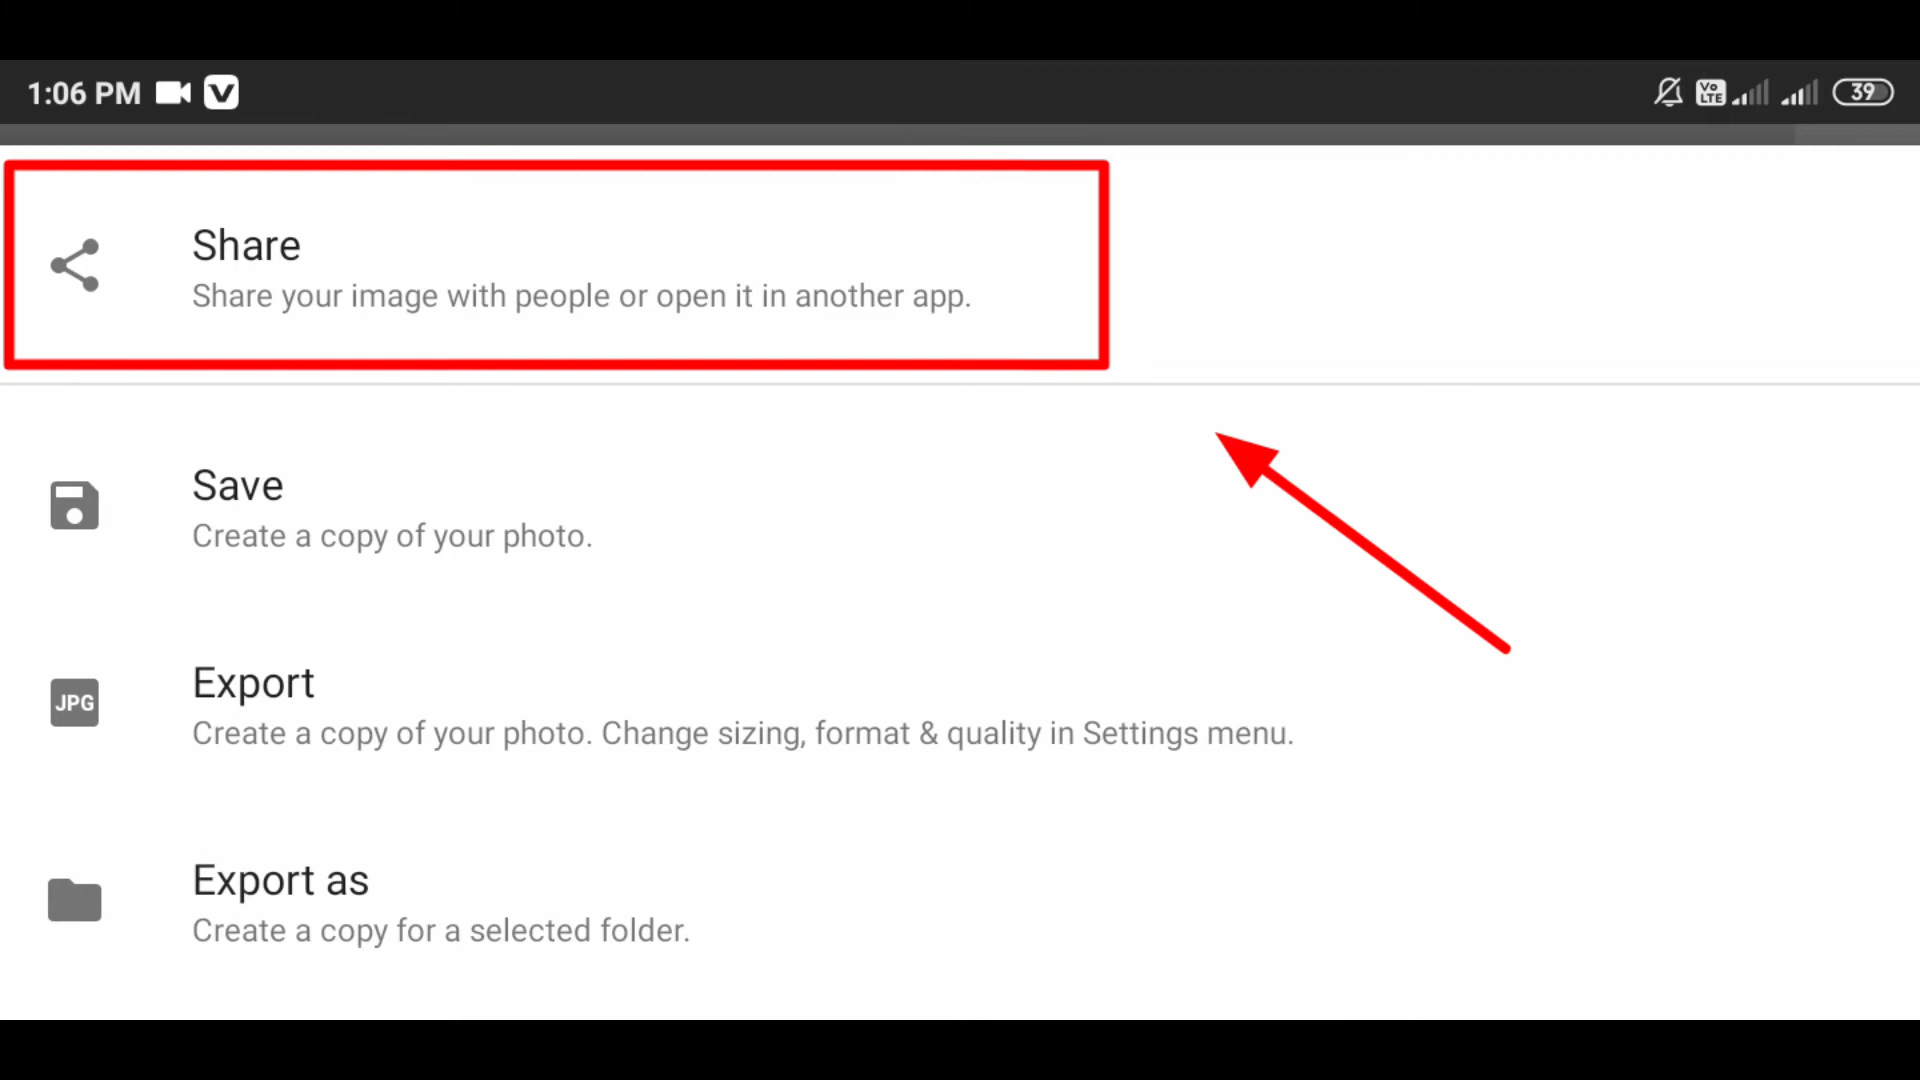 1:06 PM
Vo LTE
39
Share
Share your image with people or open it in another app.
Save
Create a copy of your photo.
JPG
Export
Create a copy of your photo. Change sizing, format & quality in Settings menu.
Export as
Create a copy for a selected folder.